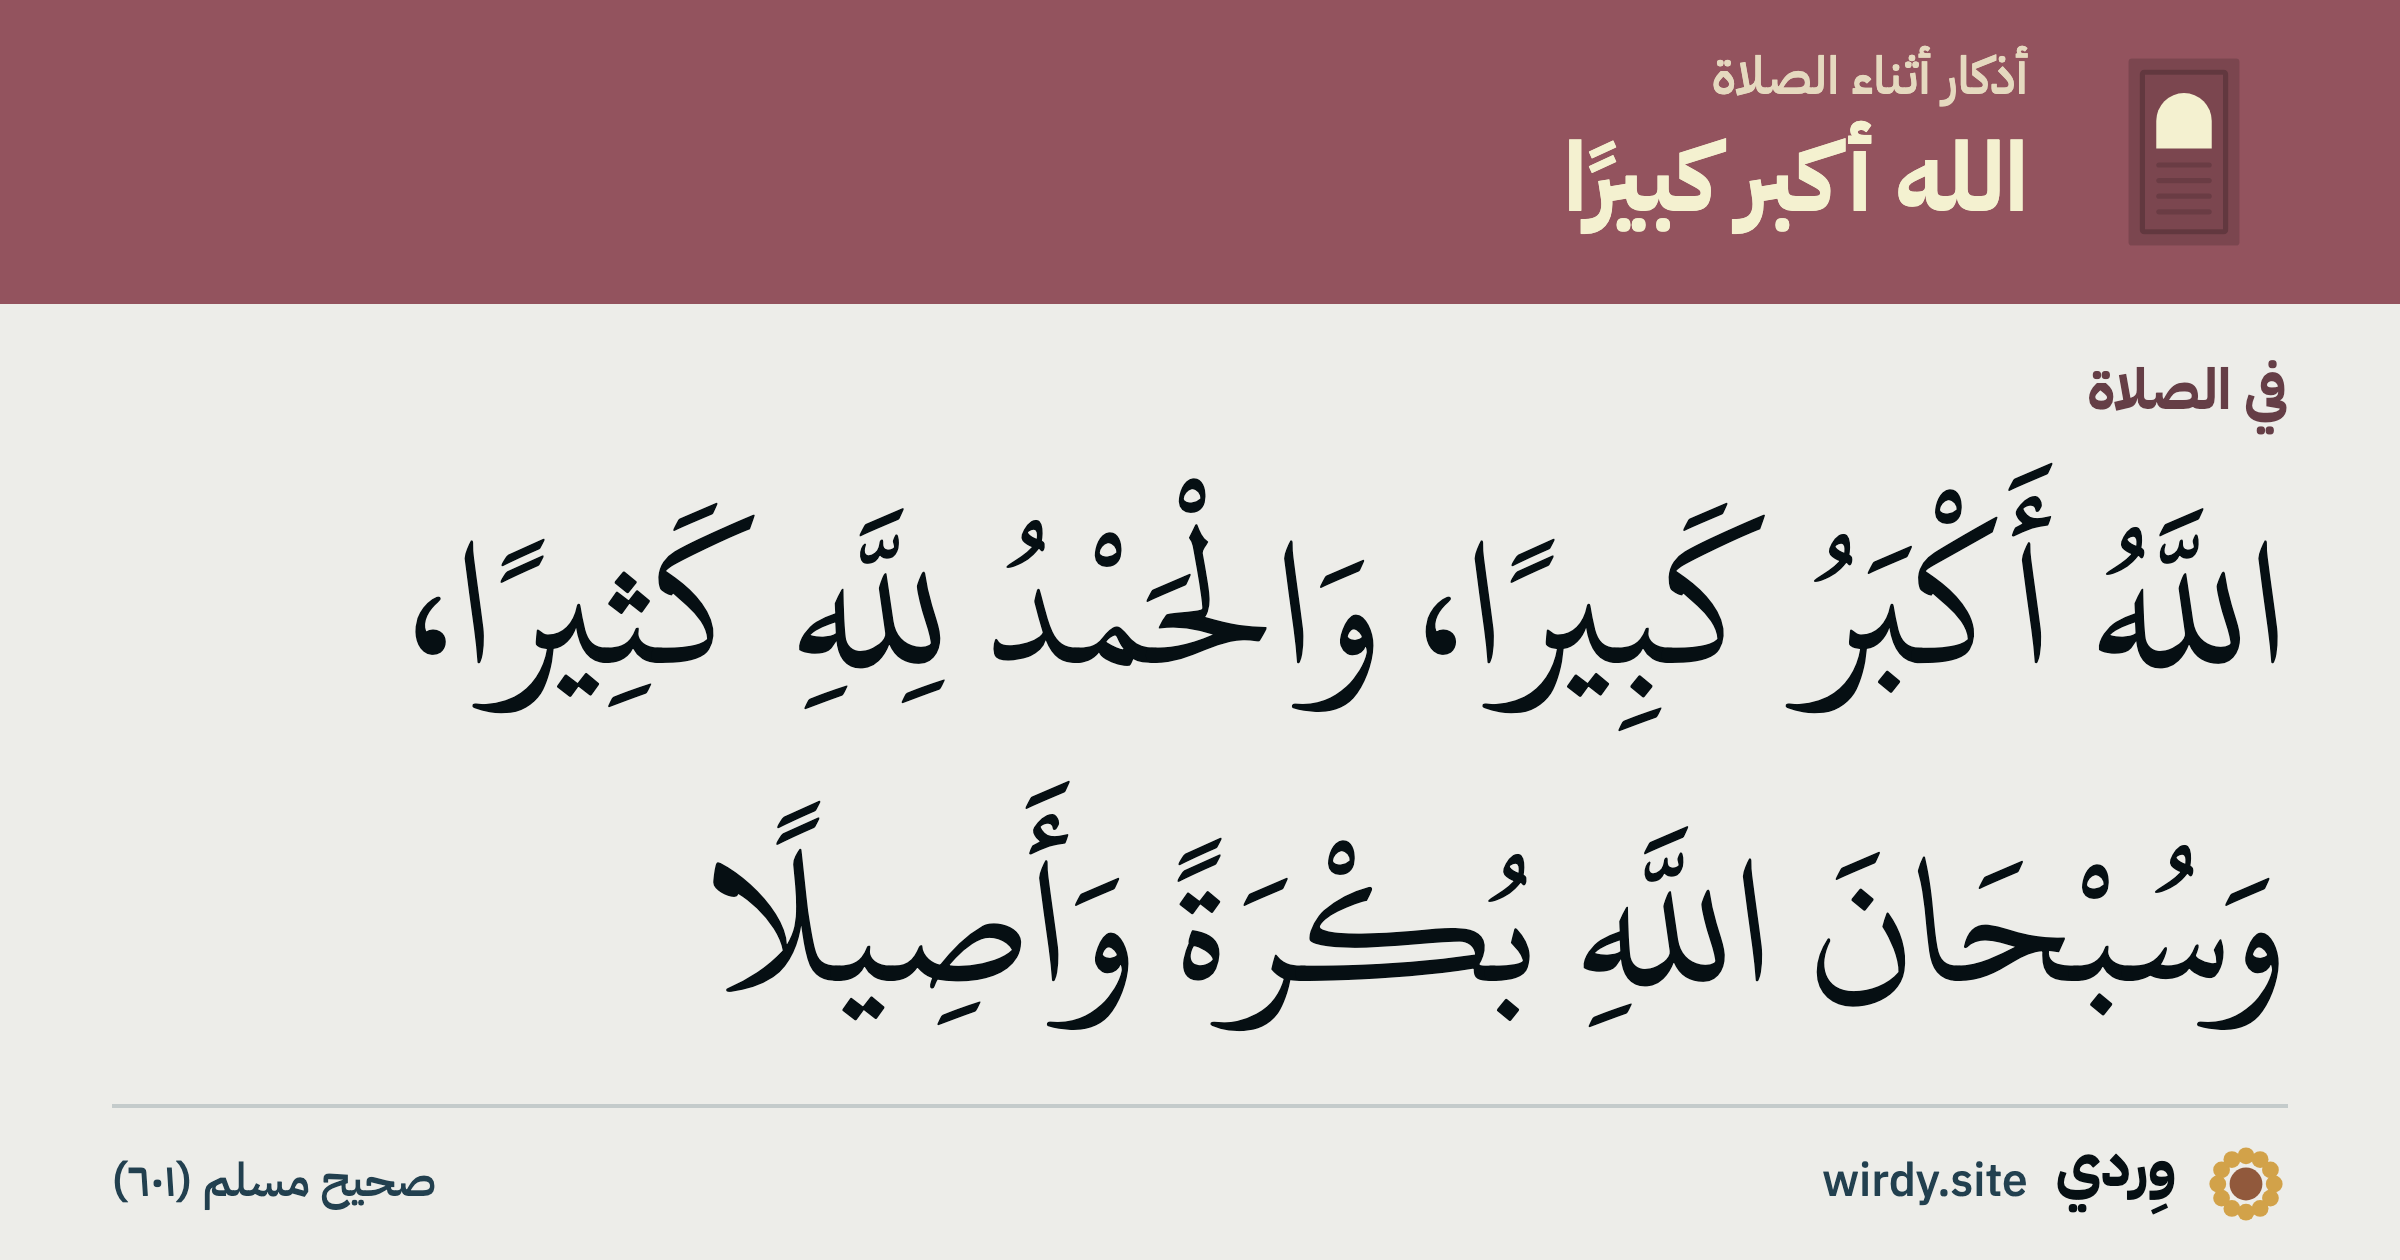 أذكار أثناء الصلاة
الله أكبر كبيرًا
في الصلاة
اللَّهُ أَكْبَرُ كَبِيرًا، وَالْحَمْدُ لِلَّهِ كَثِيرًا،
وَسُبْحَانَ اللَّهِ بُكْرَةً وَأَصِيلًا
وِردي wirdy.site
صحيح مسلم (٦٠١)